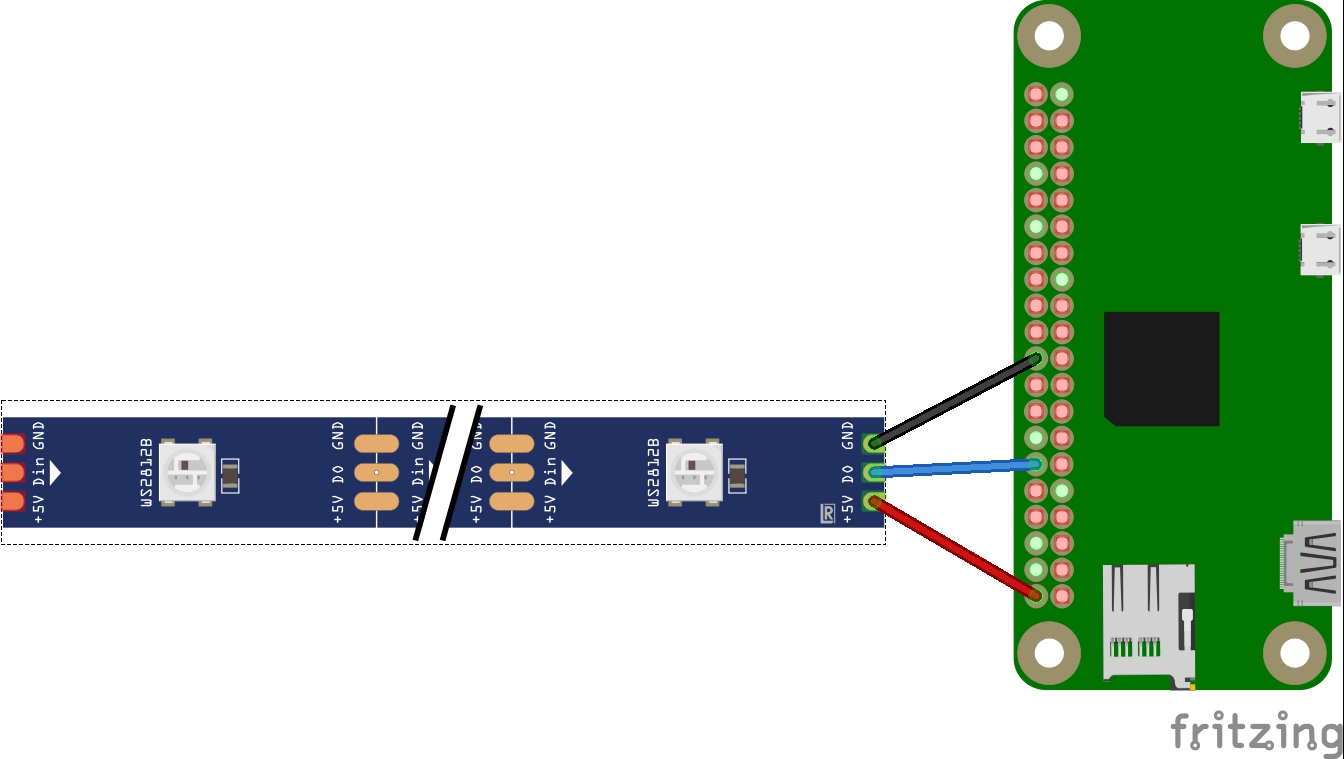 GND
Din
+5V
WS2812B
GND
DO
+5V
GND
Din
+5V
GND
DO
+5V
GND
Din
+5V
WS2812B
R
GND
DO
+5V
fritzing